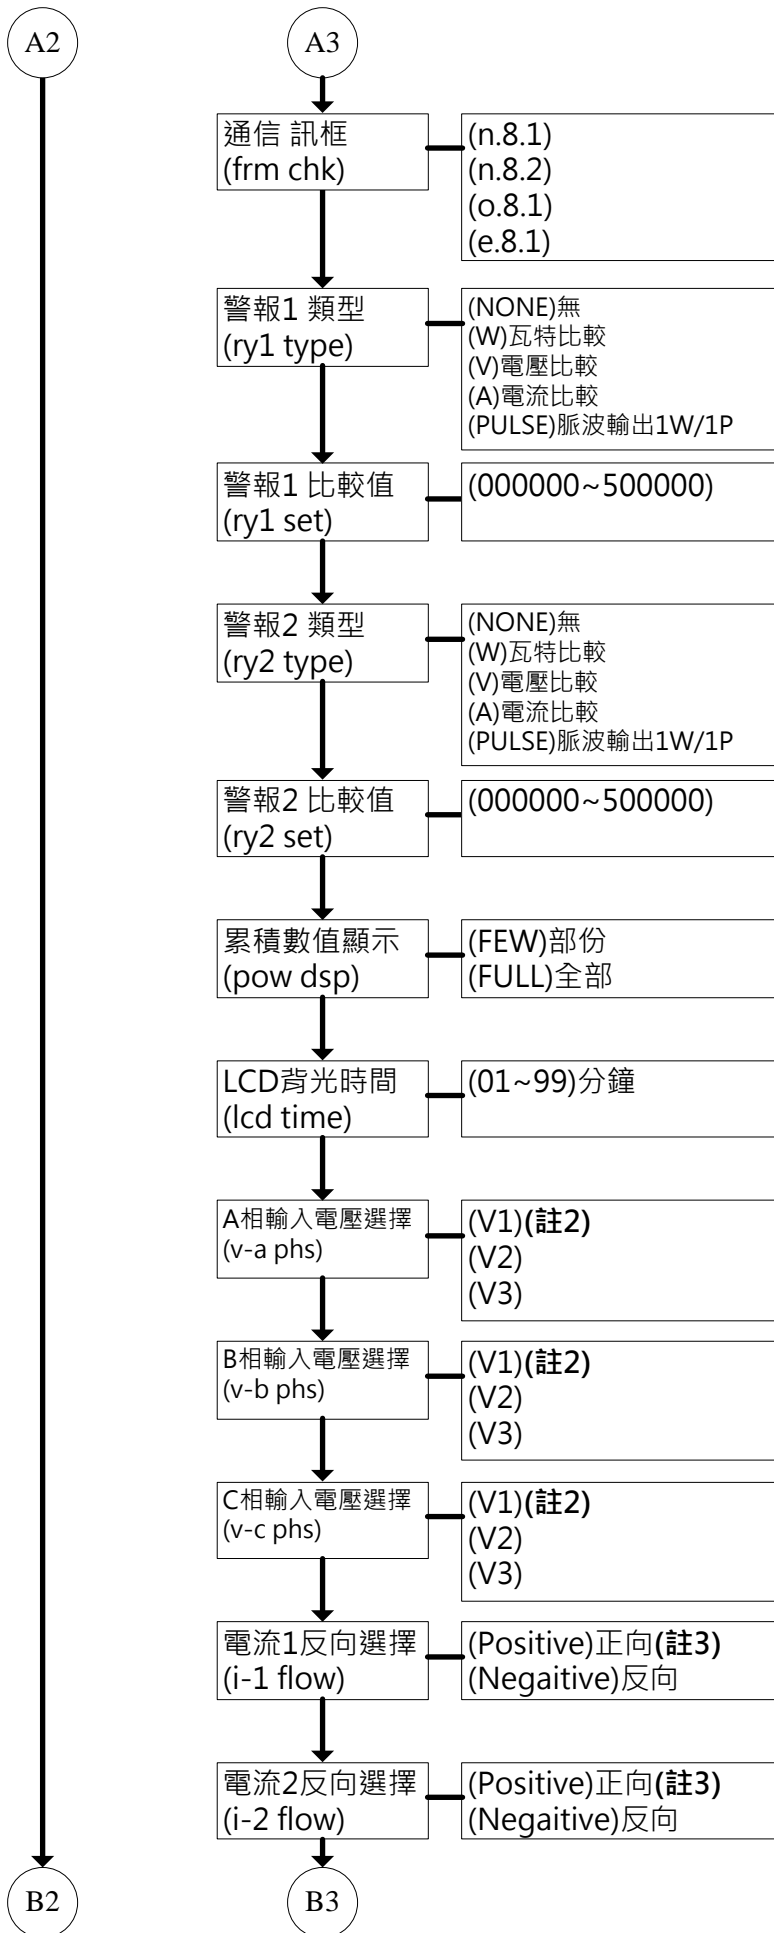 A2
A3
通信 訊框
(frm chk)
(n.8.1)
(n.8.2)
(o.8.1)
(e.8.1)
警報1 類型
(ry1 type)
(NONE)無
(W)瓦特比較
(V)電壓比較
(A)電流比較
(PULSE)脈波輸出1W/1P
警報1 比較值
(ry1 set)
(000000~500000)
警報2 類型
(ry2 type)
(NONE)無
(W)瓦特比較
(V)電壓比較
(A)電流比較
(PULSE)脈波輸出1W/1P
警報2 比較值
(ry2 set)
(000000~500000)
累積數值顯示
(pow dsp)
(FEW)部份
(FULL)全部
LCD背光時間
(lcd time)
(01~99)分鐘
A相輸入電壓選擇
(v-a phs)
(V1)(註2)
(V2)
(V3)
B相輸入電壓選擇
(v-b phs)
(V1)(註2)
(V2)
(V3)
C相輸入電壓選擇
(v-c phs)
(V1)(註2)
(V2)
(V3)
電流1反向選擇
(i-1 flow)
(Positive)正向(註3)
(Negaitive)反向
電流2反向選擇
(i-2 flow)
(Positive)正向(註3)
(Negaitive)反向
B2
B3